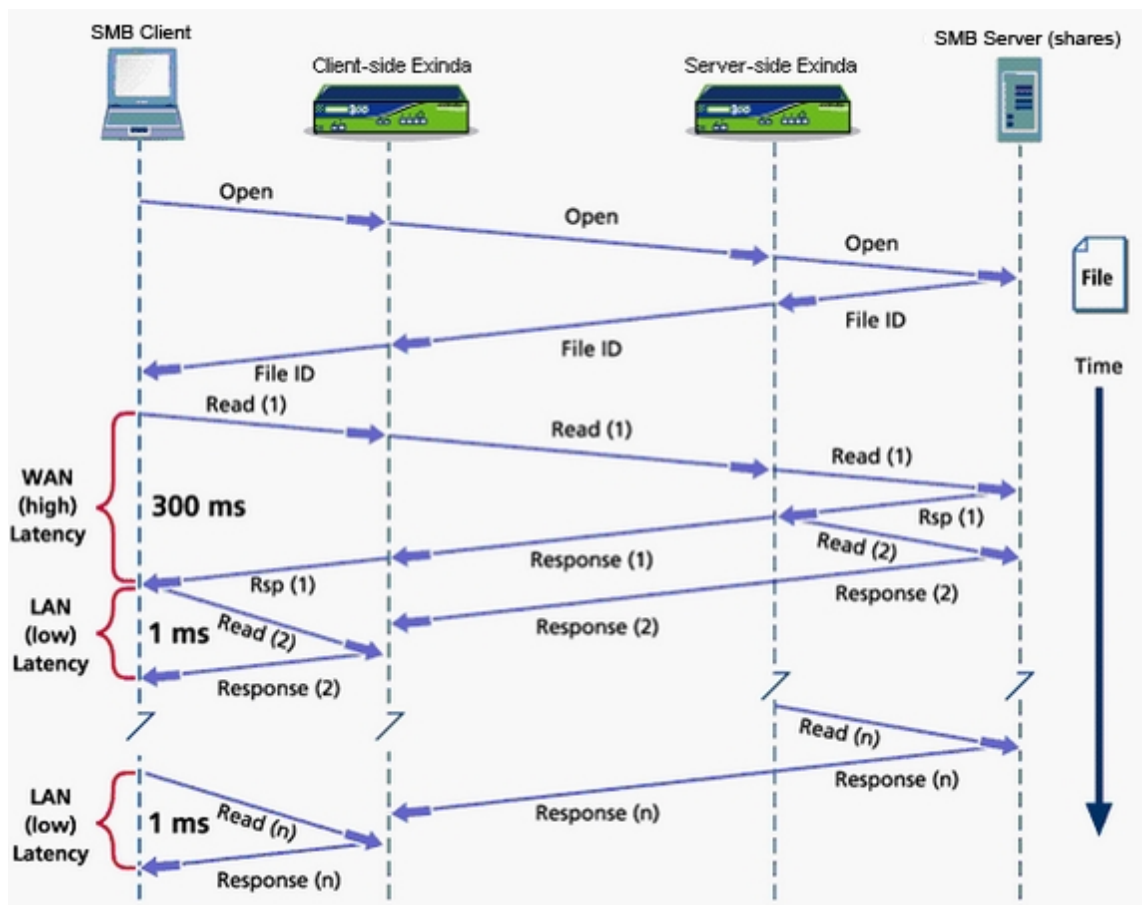 SMB Client
Client-side Exinda
Server-side Exinda
SMB Server (shares)
Open
Open
Open
File
File ID
File ID
File ID
Time
Read (1)
Read (1)
Read (1)
WAN
(high)
Latency
300 ms
Rsp (1)
Read (2)
Response (1)
Rsp (1)
Response (2)
LAN
(low)
Latency
1 ms
Read (2)
Response (2)
Response (2)
Read (n)
Response (n)
LAN
(low)
Latency
1 ms
Read (n)
Response (n)
Response (n)